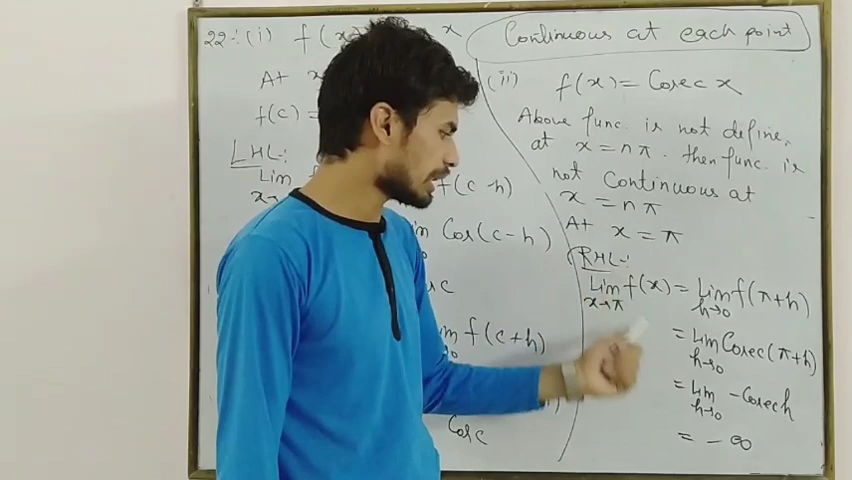 22÷(i) f(x) x
Continuous at each point
At x
f(c) =
LHL:
Lim f(c-h)
x→
Cos(c-h)
f(c+h)
Cosc
(ii) f(x) = Cosec x
Above func. is not define.
at x = nπ. then func. is
not Continuous at
x = nπ
At x = π
RHL-:
Lim f(x) = Lim f(π+h)
x→π h→0
= Lim Cosec(π+h)
h→0
= Lim - Cosec h
h→0
= - ∞